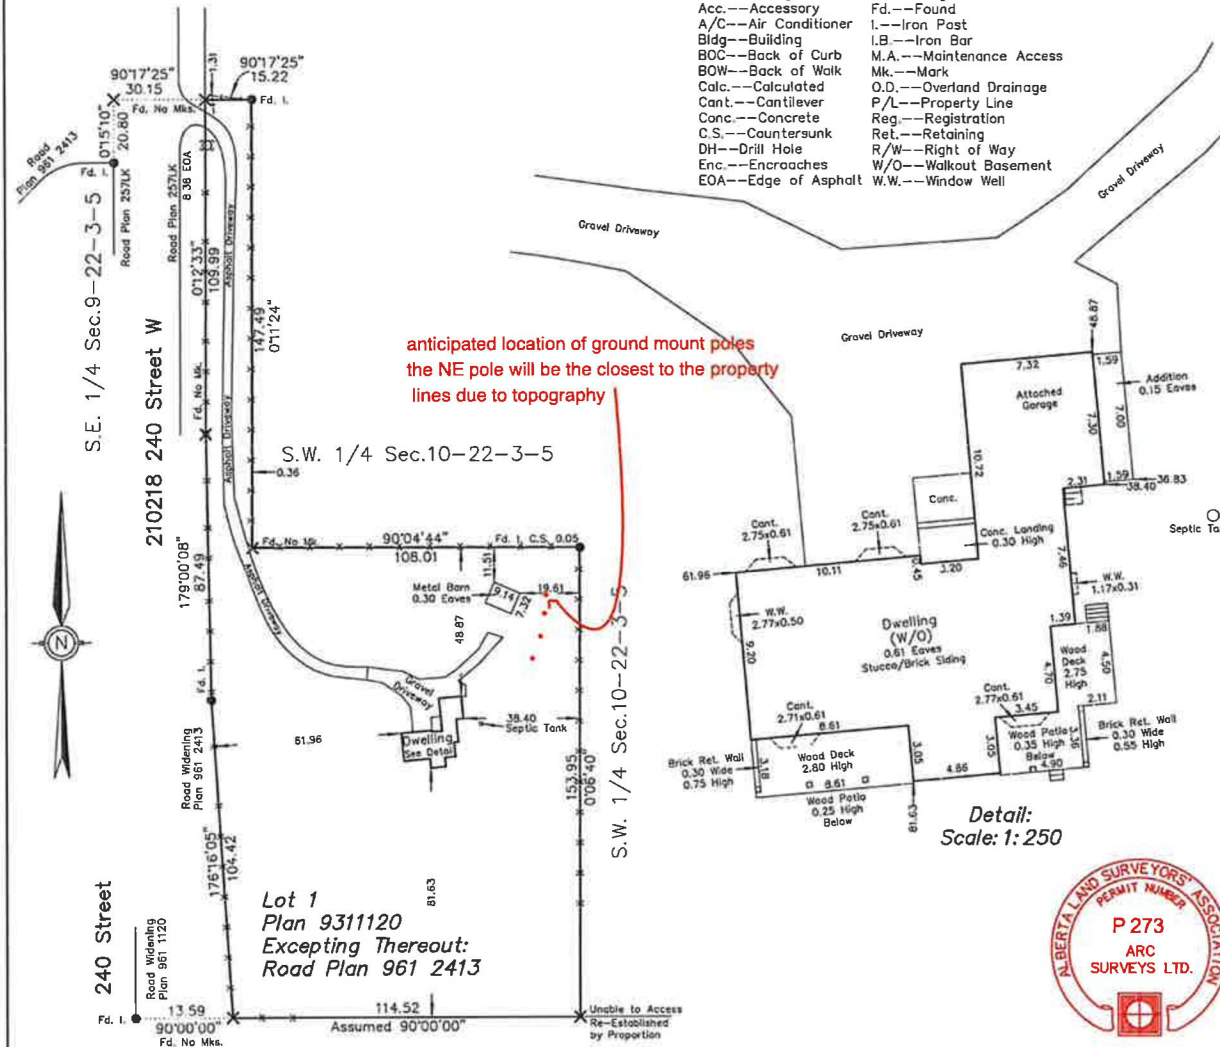 Acc.--Accessory
A/C--Air Conditioner
Bldg--Building
BOC--Back of Curb
BOW--Back of Walk
Calc.--Calculated
Cant.--Cantilever
Conc.--Concrete
C.S.--Countersunk
DH--Drill Hole
Enc.--Encroaches
EOA--Edge of Asphalt
Fd.--Found
I.--Iron Post
I.B.--Iron Bar
M.A.--Maintenance Access
Mk.--Mark
O.D.--Overland Drainage
P/L--Property Line
Reg.--Registration
Ret.--Retaining
R/W--Right of Way
W/O--Walkout Basement
W.W.--Window Well
90°17'25"
30.15
Fd. No Mks.
1.31
90°17'25"
15.22
Fd. I.
0°15'10"
20.80
Road
Plan 961 2413
Fd. I.
Road Plan 257LK
Road Plan 257LK
8.38 EOA
S.E. 1/4 Sec.9-22-3-5
0°12'33"
109.99
Asphalt Driveway
147.49
0°11'24"
210218 240 Street W
Fd. No Mk.
Asphalt Driveway
0.36
S.W. 1/4 Sec.10-22-3-5
anticipated location of ground mount poles
the NE pole will be the closest to the property
lines due to topography
Fd. No Mk.
90°04'44"
108.01
Fd. I. C.S. 0.05
179°00'08"
87.49
Asphalt Driveway
11.51
Metal Barn
0.30 Eaves
9.14
7.32
19.61
48.87
N
Fd. I.
Gravel
Driveway
38.40
Septic Tank
61.96
Dwelling
See Detail
Road Widening
Plan 961 2413
153.95
0°06'40"
S.W. 1/4 Sec.10-22-3-5
176°16'05"
104.42
81.63
Lot 1
Plan 9311120
Excepting Thereout:
Road Plan 961 2413
240 Street
Road Widening
Plan 961 1120
Fd. I.
13.59
90°00'00"
Fd. No Mks.
114.52
Assumed 90°00'00"
Unable to Access
Re-Established
by Proportion
Gravel Driveway
Gravel Driveway
Gravel Driveway
48.87
7.32
1.59
Attached
Garage
Addition
0.15 Eaves
7.30
7.00
10.72
Conc.
2.31
1.59
38.40
36.83
Septic Ta
Cant.
2.75x0.61
Cant.
2.75x0.61
Conc. Landing
0.30 High
61.96
10.11
0.45
3.20
7.46
W.W.
2.77x0.50
W.W.
1.17x0.31
9.20
Dwelling
(W/O)
0.61 Eaves
Stucco/Brick Siding
1.39
1.88
Wood
Deck
2.75
High
4.70
4.50
Cant.
2.77x0.61
3.45
2.11
Cant.
2.71x0.61
8.61
Brick Ret. Wall
0.30 Wide
0.75 High
3.18
Wood Deck
2.80 High
3.05
8.61
Wood Patio
0.25 High
Below
4.86
3.05
Wood Patio
0.35 High
Below
4.90
3.36
Brick Ret. Wall
0.30 Wide
0.55 High
81.63
Detail:
Scale: 1: 250
ALBERTA LAND SURVEYORS' ASSOCIATION
PERMIT NUMBER
P 273
ARC
SURVEYS LTD.